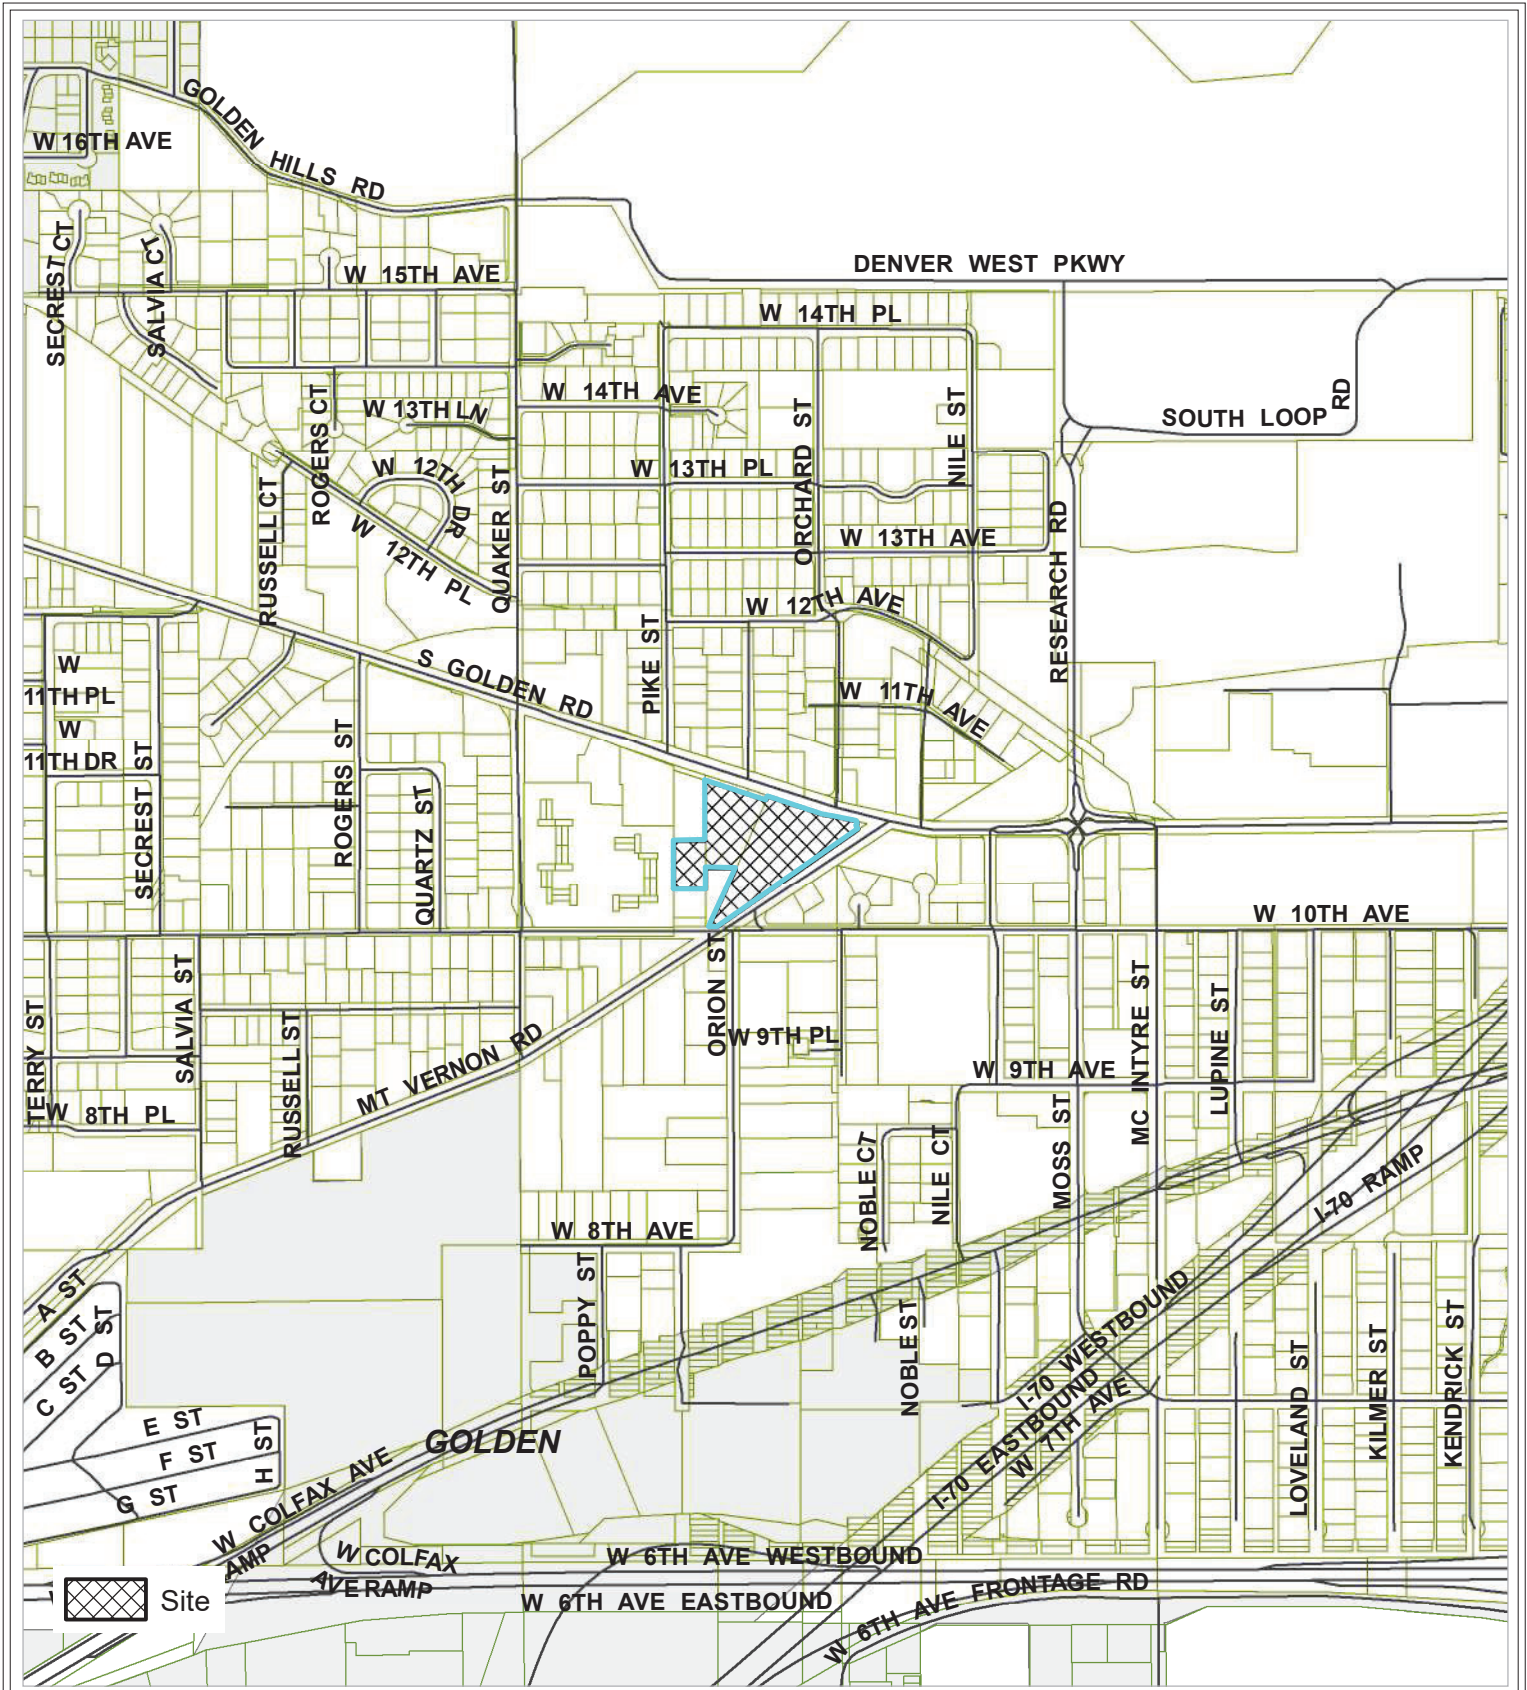 GOLDEN HILLS RD
W 16TH AVE
SECREST CT
SALVIA CT
W 15TH AVE
DENVER WEST PKWY
W 14TH PL
W 14TH AVE
ROGERS CT
W 13TH LN
ORCHARD ST
NILE ST
SOUTH LOOP RD
W 13TH PL
W 12TH DR
RUSSELL CT
QUAKER ST
W 12TH PL
W 13TH AVE
RESEARCH RD
W 12TH AVE
PIKE ST
S GOLDEN RD
W
11TH PL
W
11TH DR
W 11TH AVE
SECREST ST
ROGERS ST
QUARTZ ST
W 10TH AVE
TERRY ST
SALVIA ST
RUSSELL ST
ORION ST
W 9TH PL
MT VERNON RD
W 9TH AVE
MC INTYRE ST
LUPINE ST
W 8TH PL
MOSS ST
NOBLE CT
NILE CT
I-70 RAMP
W 8TH AVE
POPPY ST
A ST
B ST
C ST
D ST
NOBLE ST
I-70 WESTBOUND
I-70 EASTBOUND
W 7TH AVE
LOVELAND ST
KILMER ST
KENDRICK ST
E ST
F ST
G ST
H ST
GOLDEN
W COLFAX AVE
AMP
W COLFAX
AVE RAMP
W 6TH AVE WESTBOUND
W 6TH AVE EASTBOUND
W 6TH AVE FRONTAGE RD
Site